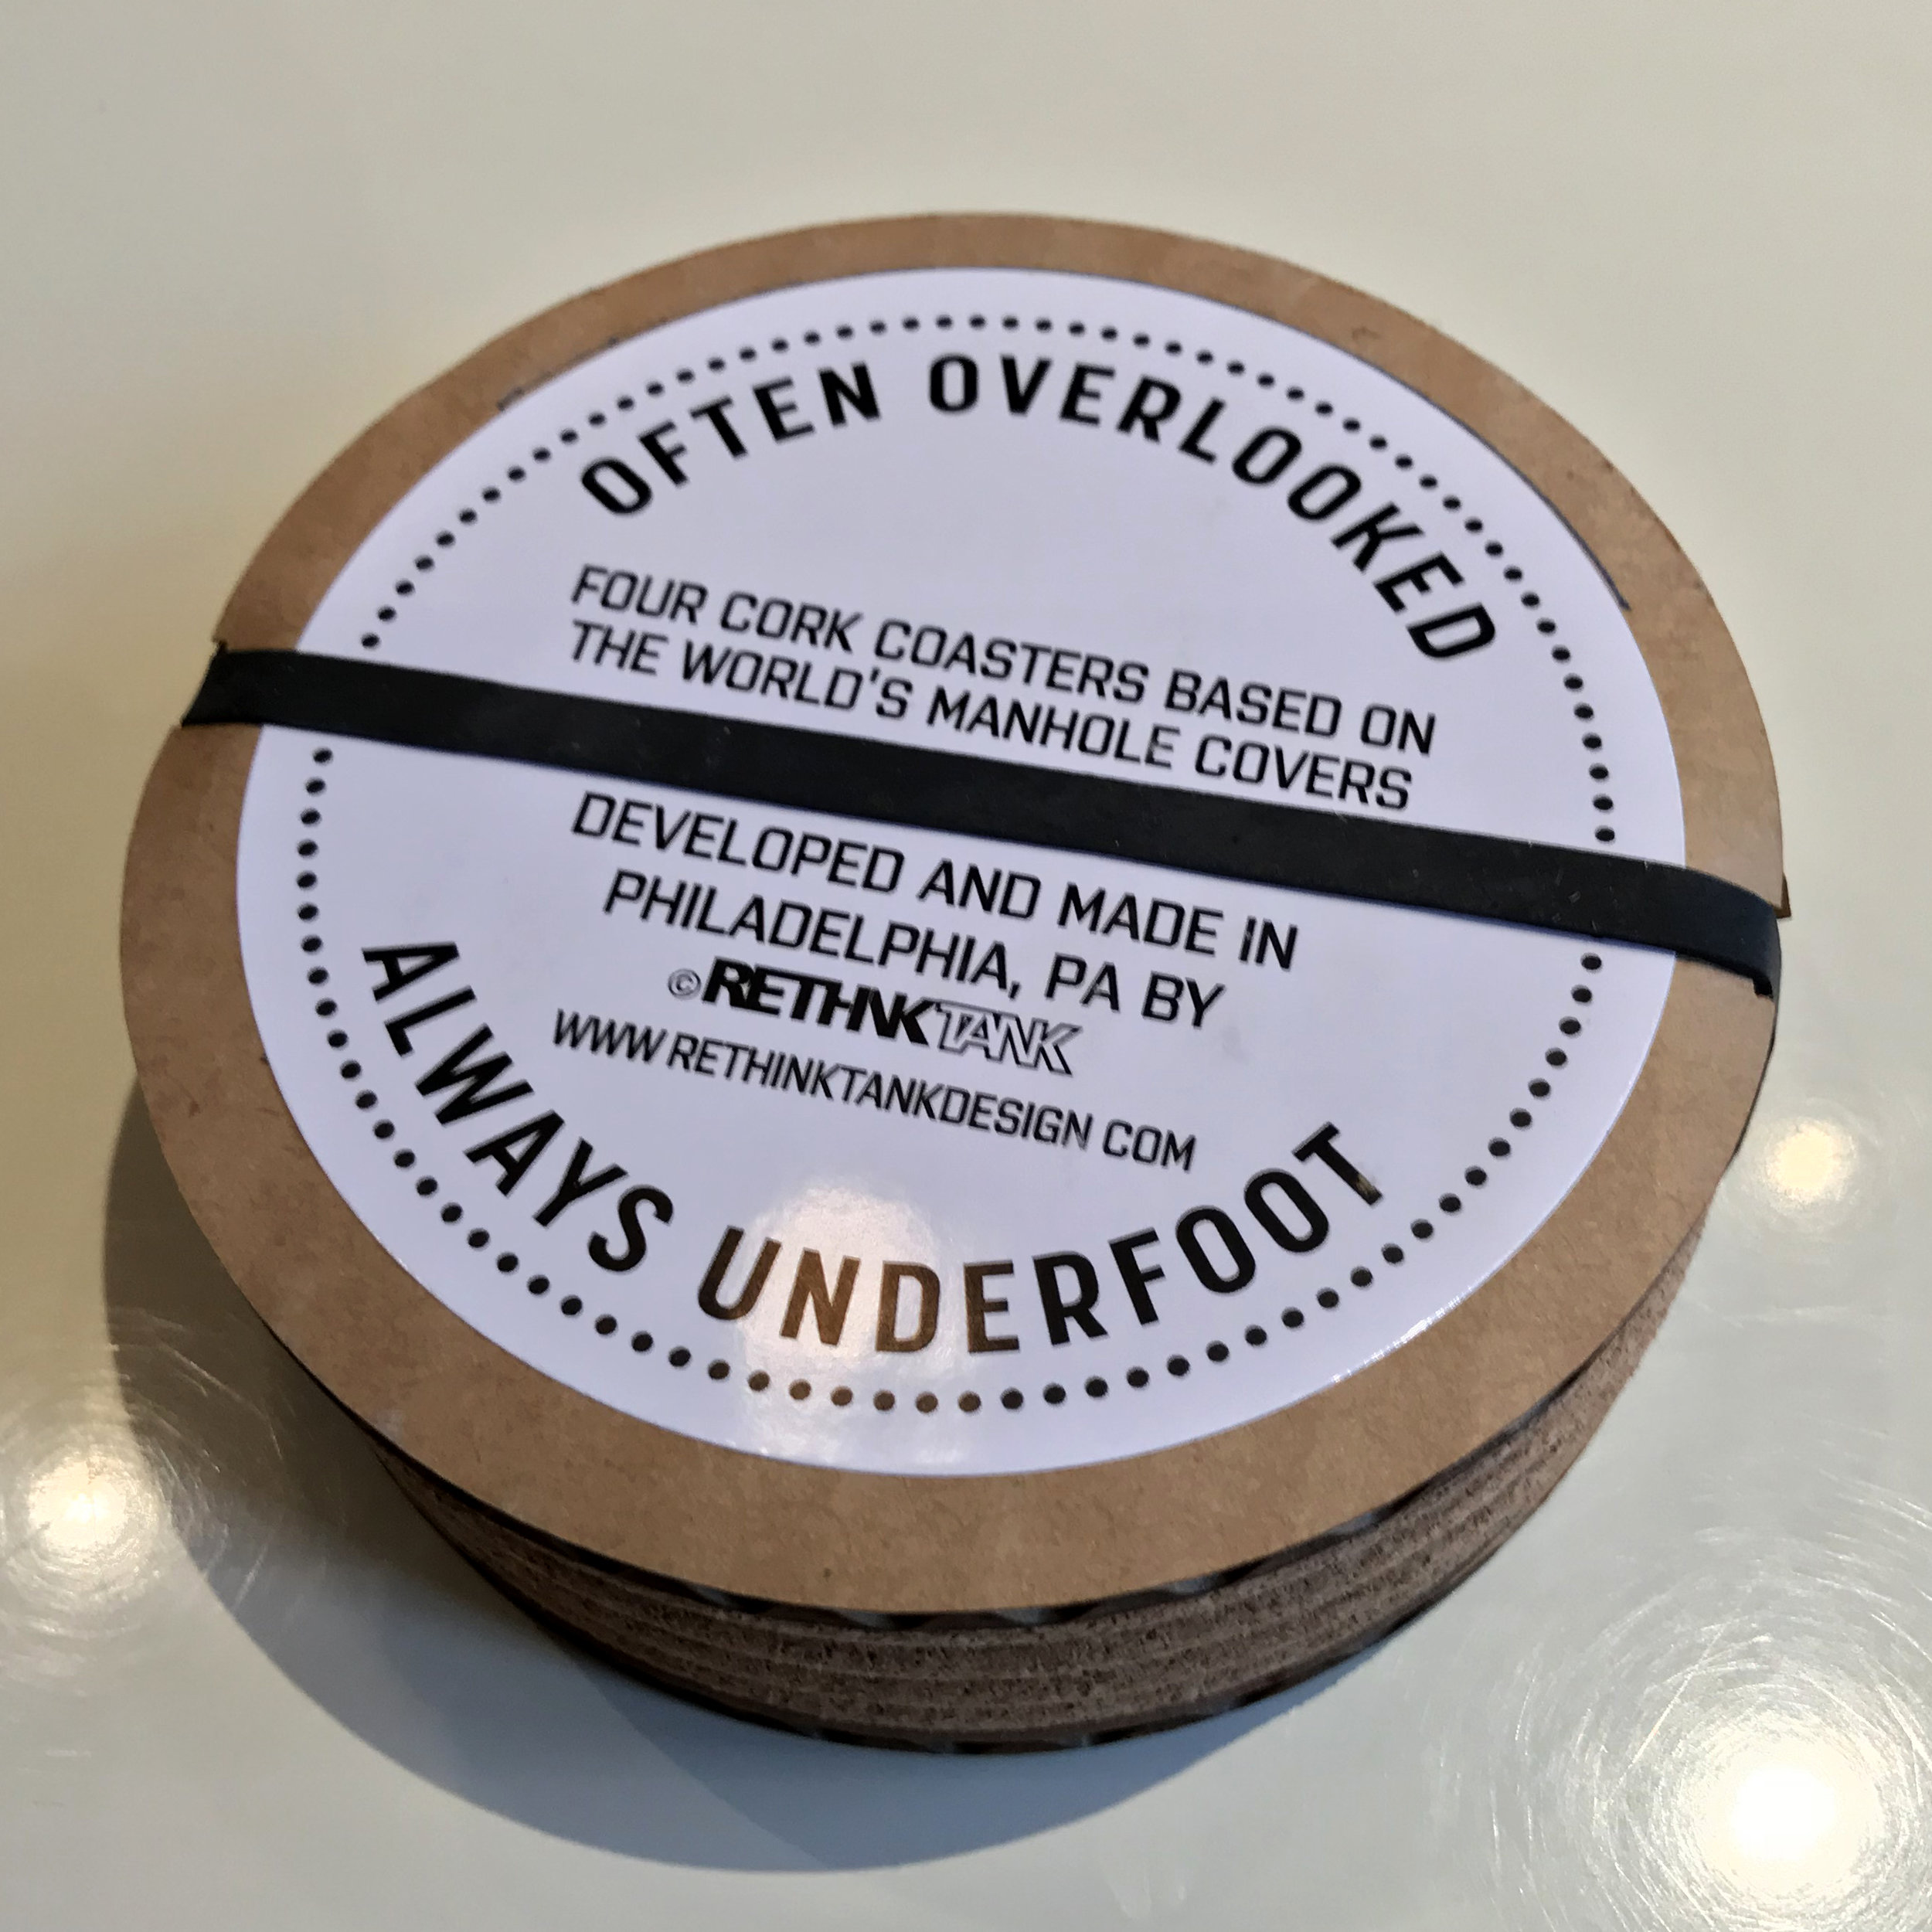 OFTEN OVERLOOKED
FOUR CORK COASTERS BASED ON
THE WORLD'S MANHOLE COVERS
DEVELOPED AND MADE IN
PHILADELPHIA, PA BY
©RETHNKTANK
WWW RETHINKTANKDESIGN COM
ALWAYS UNDERFOOT